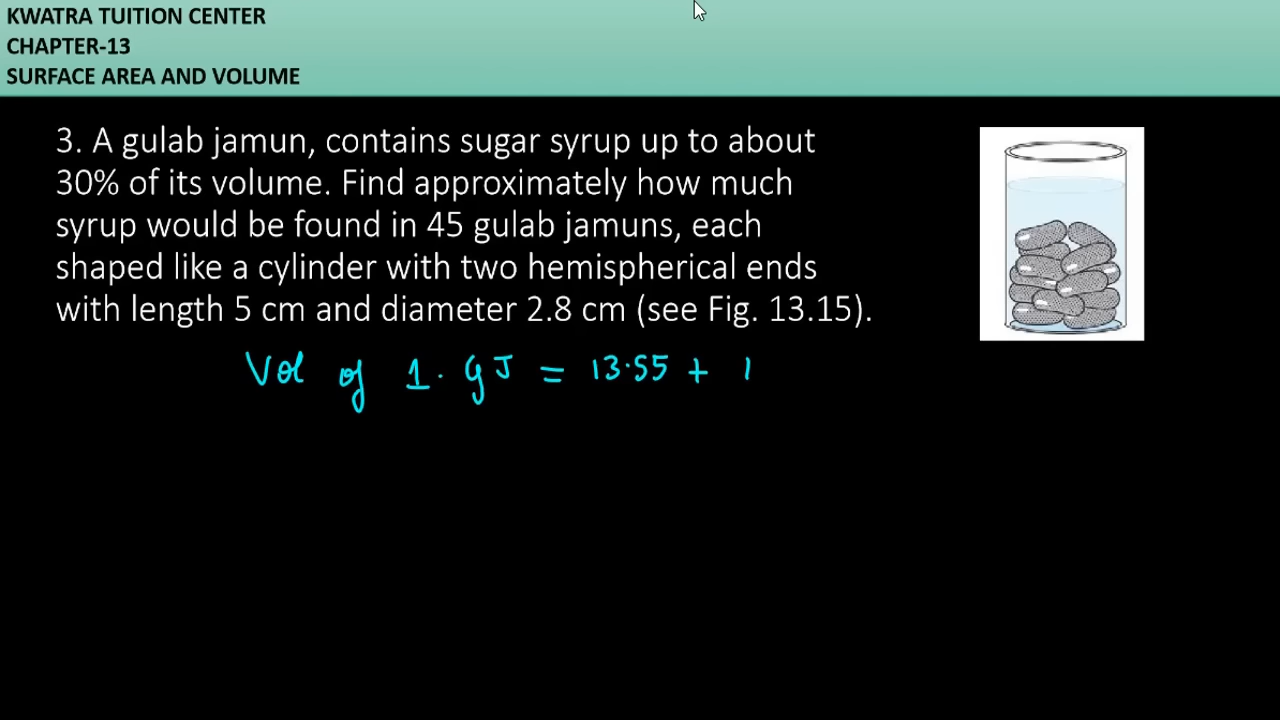 KWATRA TUITION CENTER
CHAPTER-13
SURFACE AREA AND VOLUME
3. A gulab jamun, contains sugar syrup up to about
30% of its volume. Find approximately how much
syrup would be found in 45 gulab jamuns, each
shaped like a cylinder with two hemispherical ends
with length 5 cm and diameter 2.8 cm (see Fig. 13.15).
Vol of 1. GJ = 13.55 + 1